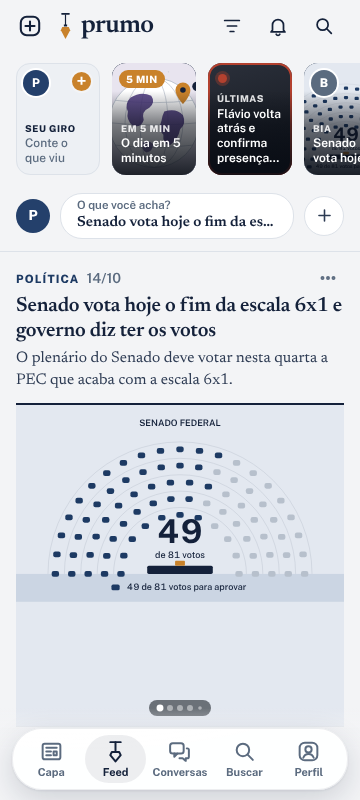 prumo
P
SEU GIRO
Conte o
que viu
5 MIN
EM 5 MIN
O dia em 5
minutos
ÚLTIMAS
Flávio volta
atrás e
confirma
presença...
B
BIA
49
Senado
vota hoje
P
O que você acha?
Senado vota hoje o fim da es...
POLÍTICA 14/10
Senado vota hoje o fim da escala 6x1 e
governo diz ter os votos
O plenário do Senado deve votar nesta quarta a
PEC que acaba com a escala 6x1.
SENADO FEDERAL
49
de 81 votos
49 de 81 votos para aprovar
Capa
Feed
Conversas
Buscar
Perfil